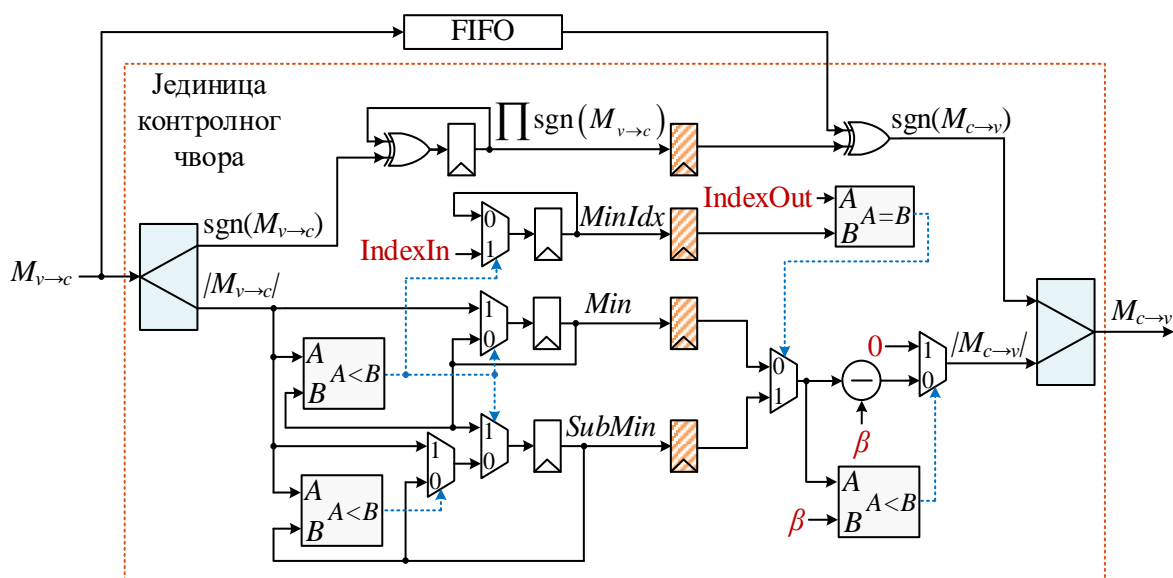 FIFO
Јединица
контролног
чвора
∏ sgn(M_{v→c})
sgn(M_{c→v})
IndexOut
A
B
A=B
sgn(M_{v→c})
MinIdx
0
1
IndexIn
M_{v→c}
|M_{v→c}|
Min
1
0
A
B
A<B
M_{c→v}
0
1
0
1
0
|M_{c→v}|
−
β
SubMin
1
0
1
0
A
B
A<B
A
B
A<B
β